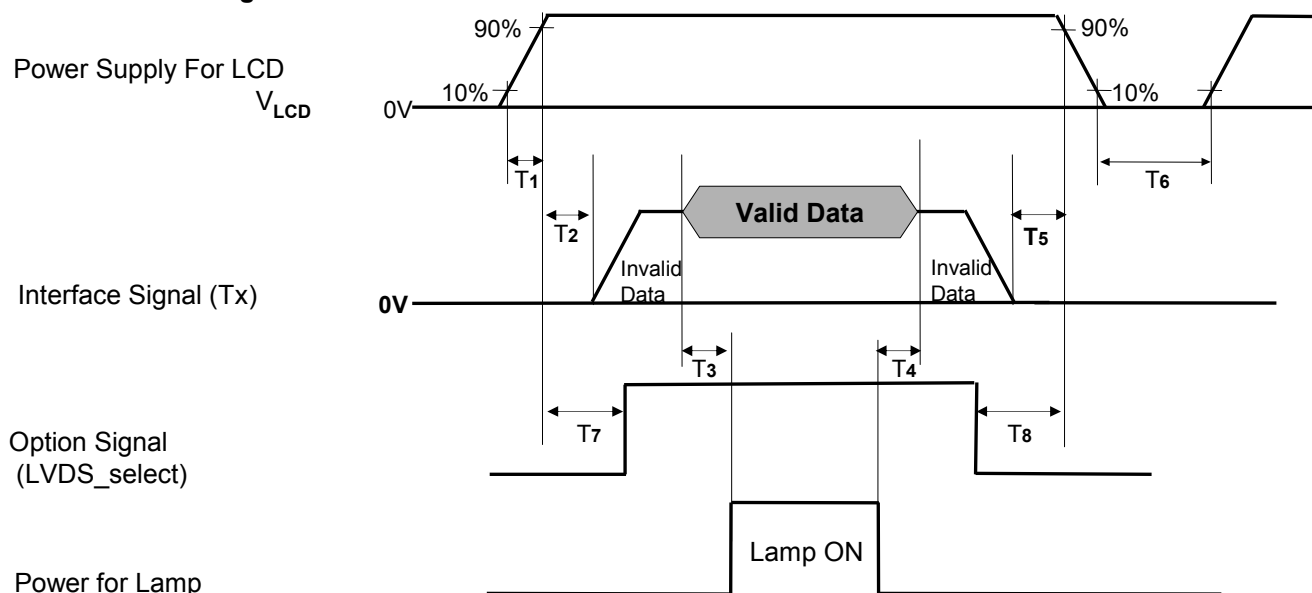 90%
90%
Power Supply For LCD
VLCD
10%
0V
10%
T1
T6
Valid Data
T2
T5
Invalid
Data
Invalid
Data
Interface Signal (Tx)
0V
T3
T4
T7
T8
Option Signal
(LVDS_select)
Lamp ON
Power for Lamp